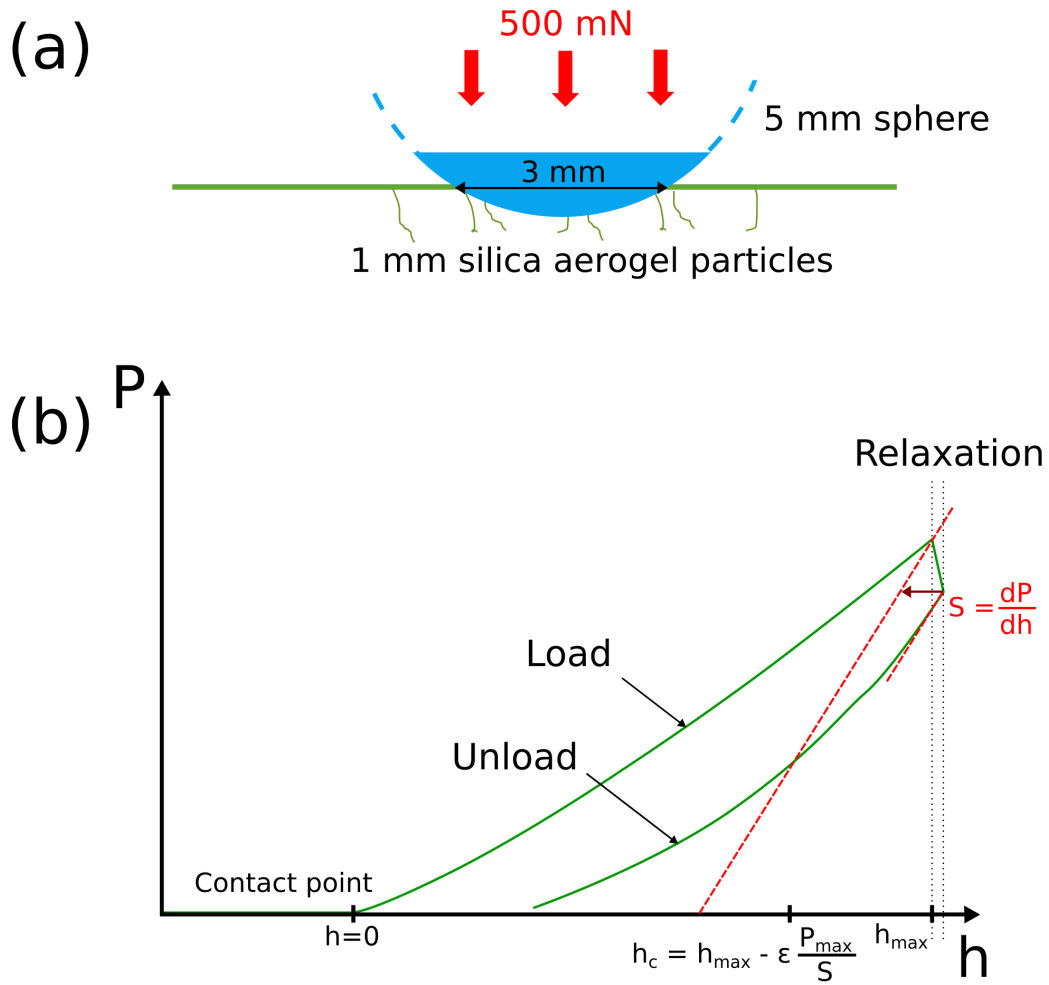 (a)
500 mN
5 mm sphere
3 mm
1 mm silica aerogel particles
(b)
P
Relaxation
S = dP/dh
Load
Unload
Contact point
h=0
h_c = h_max - ε P_max/S
h_max
h